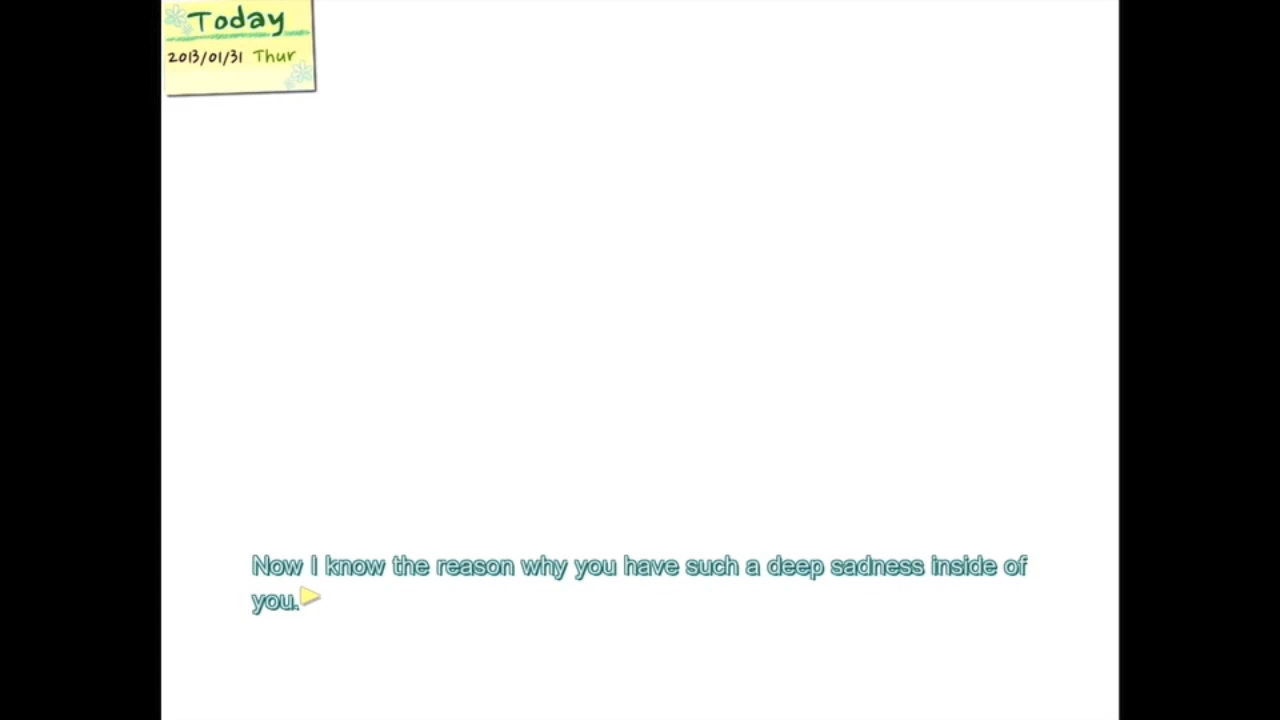 Today
2013/01/31 Thur
Now I know the reason why you have such a deep sadness inside of
you.